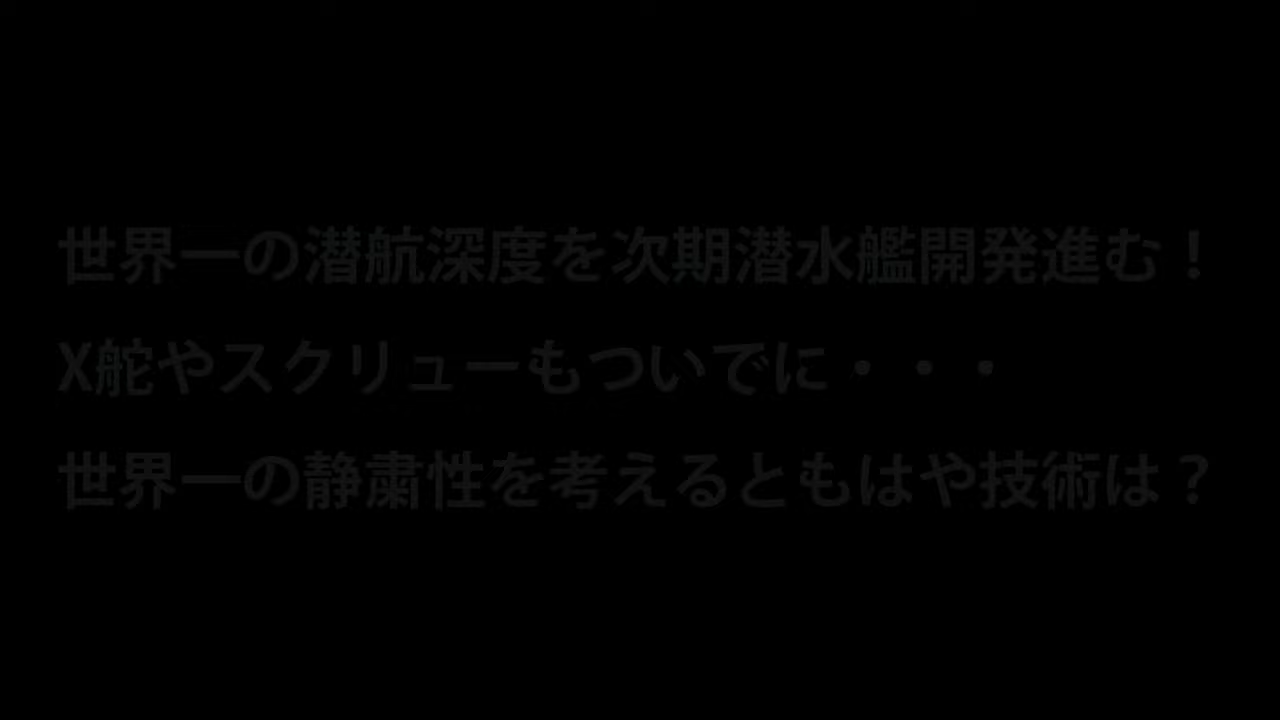 世界一の潜航深度を次期潜水艦開発進む！
X舵やスクリューもついでに・・・
世界一の静粛性を考えるともはや技術は？